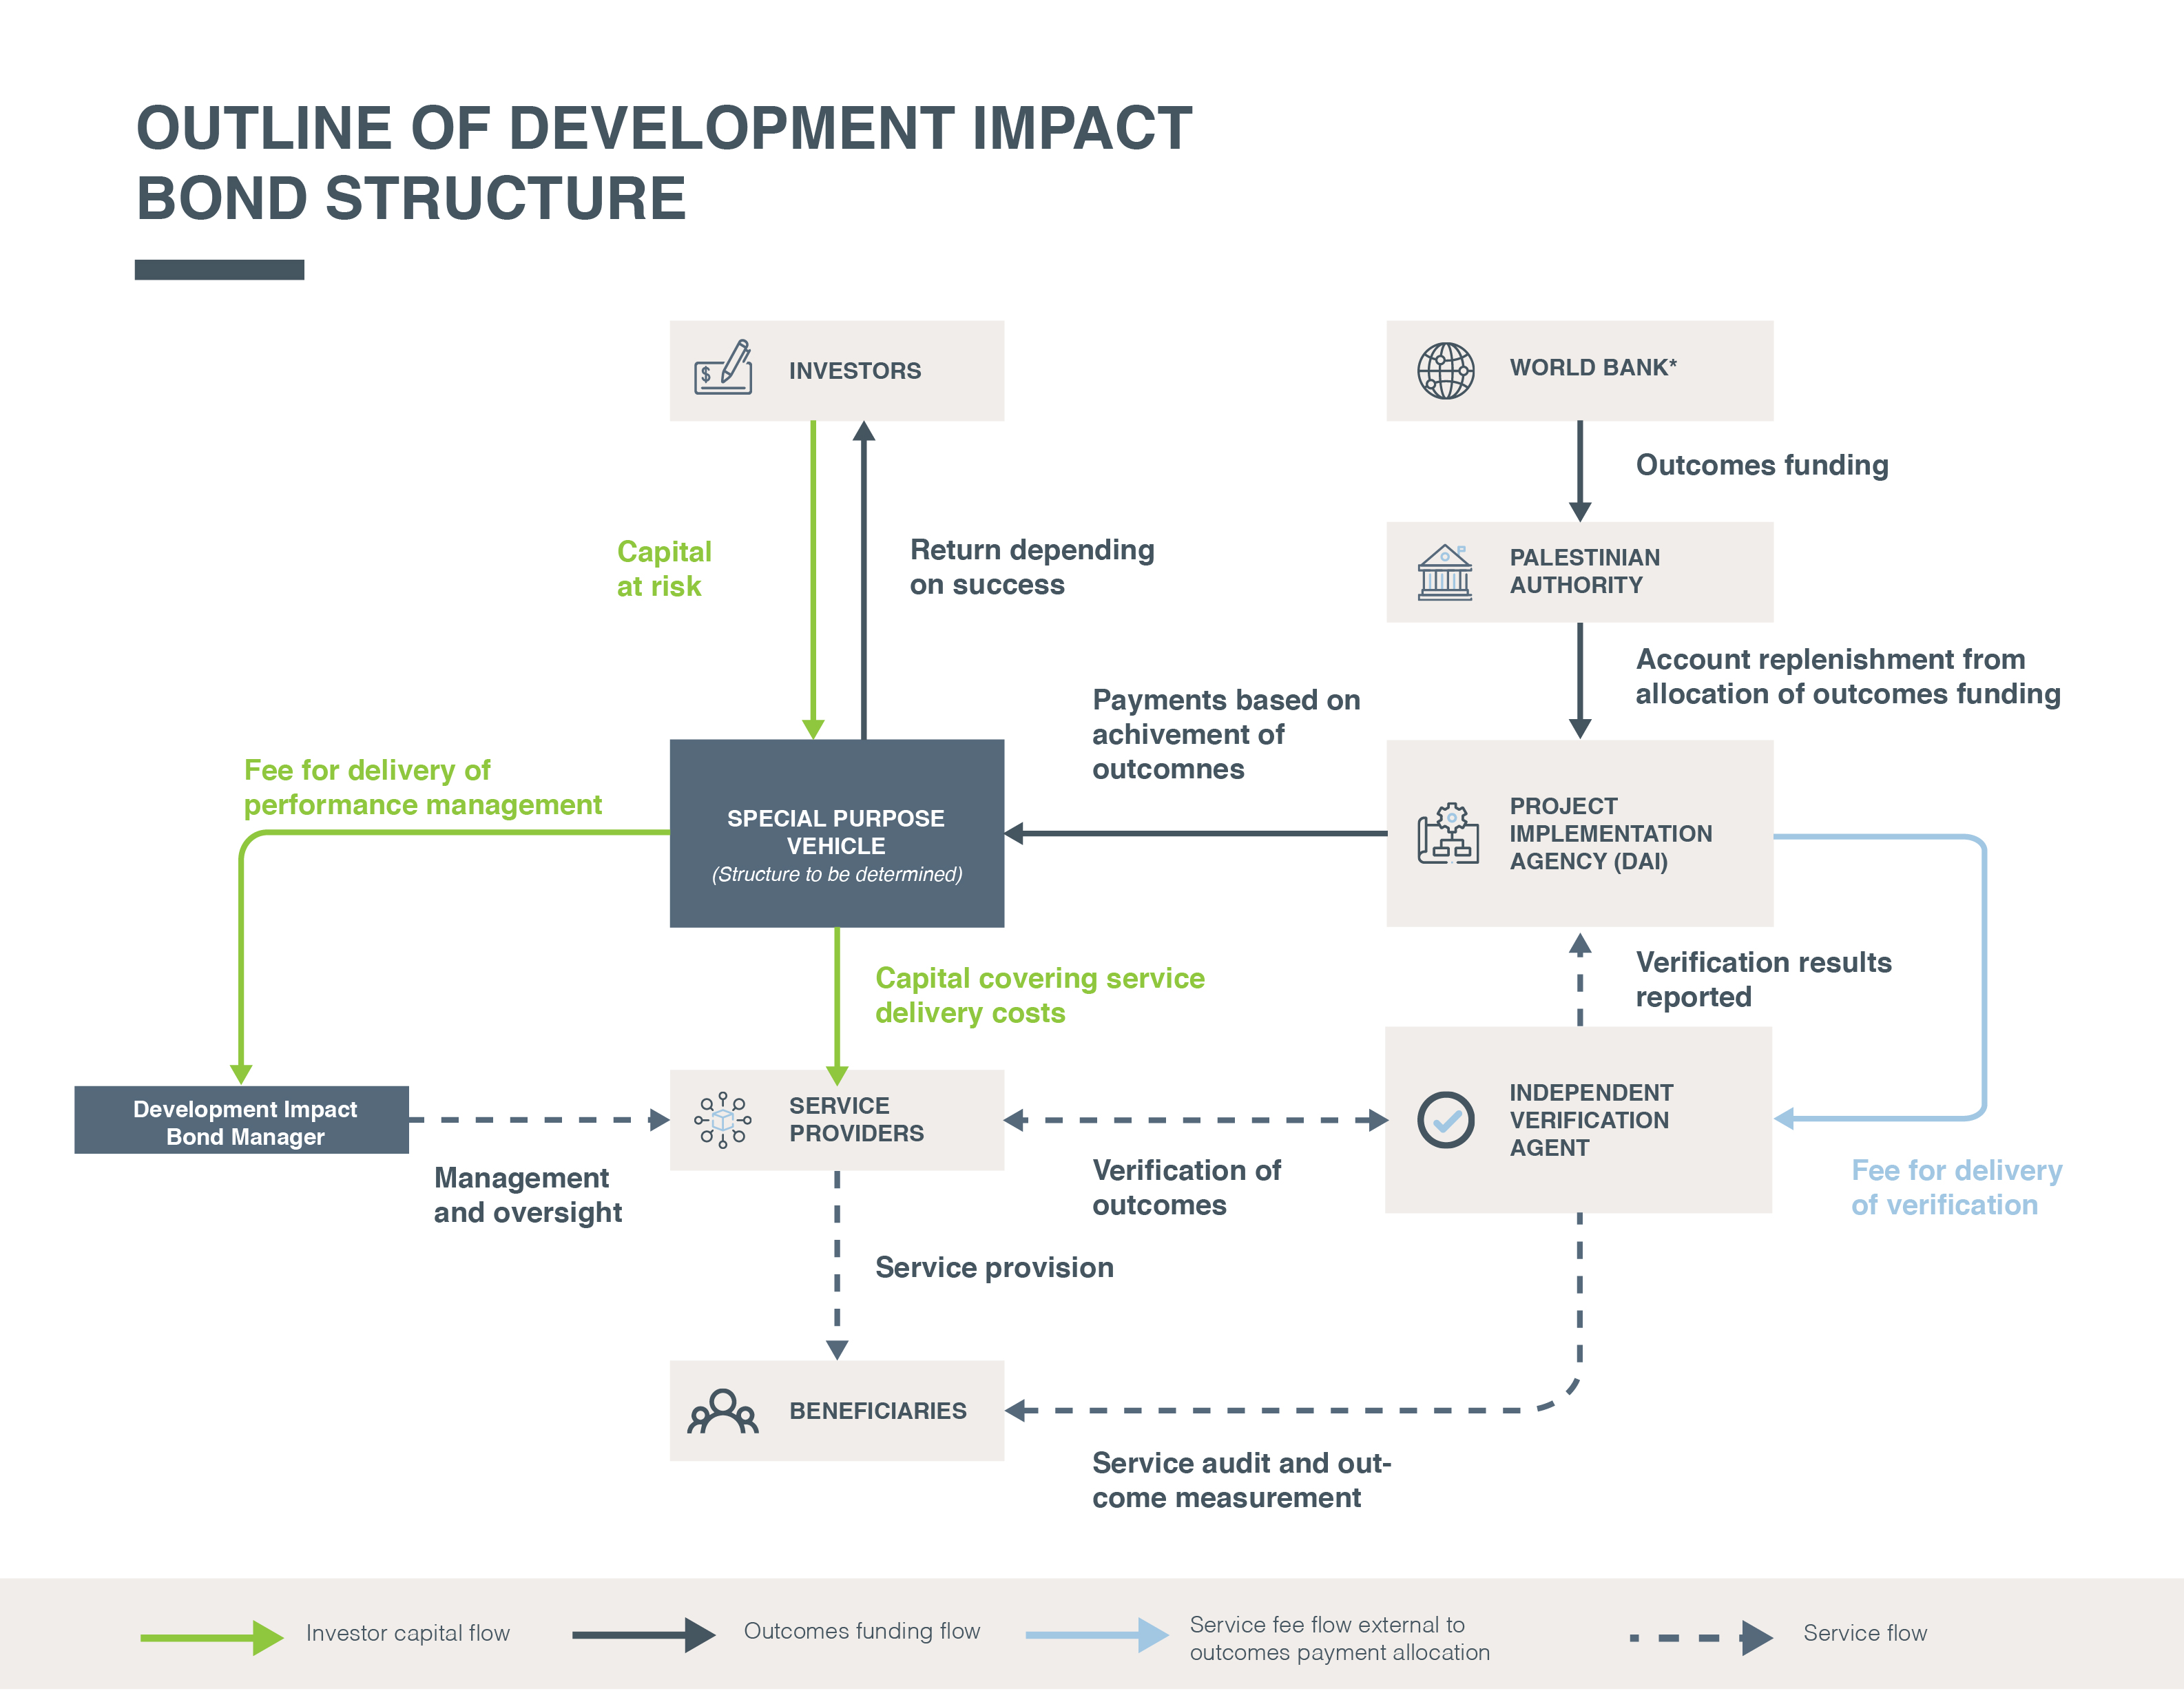 OUTLINE OF DEVELOPMENT IMPACT
BOND STRUCTURE
INVESTORS
WORLD BANK*
Outcomes funding
Capital
at risk
Return depending
on success
PALESTINIAN
AUTHORITY
Account replenishment from
allocation of outcomes funding
Payments based on
achivement of
outcomnes
Fee for delivery of
performance management
SPECIAL PURPOSE
VEHICLE
(Structure to be determined)
PROJECT
IMPLEMENTATION
AGENCY (DAI)
Capital covering service
delivery costs
Verification results
reported
Development Impact
Bond Manager
SERVICE
PROVIDERS
INDEPENDENT
VERIFICATION
AGENT
Management
and oversight
Verification of
outcomes
Fee for delivery
of verification
Service provision
BENEFICIARIES
Service audit and out-
come measurement
Investor capital flow
Outcomes funding flow
Service fee flow external to
outcomes payment allocation
Service flow